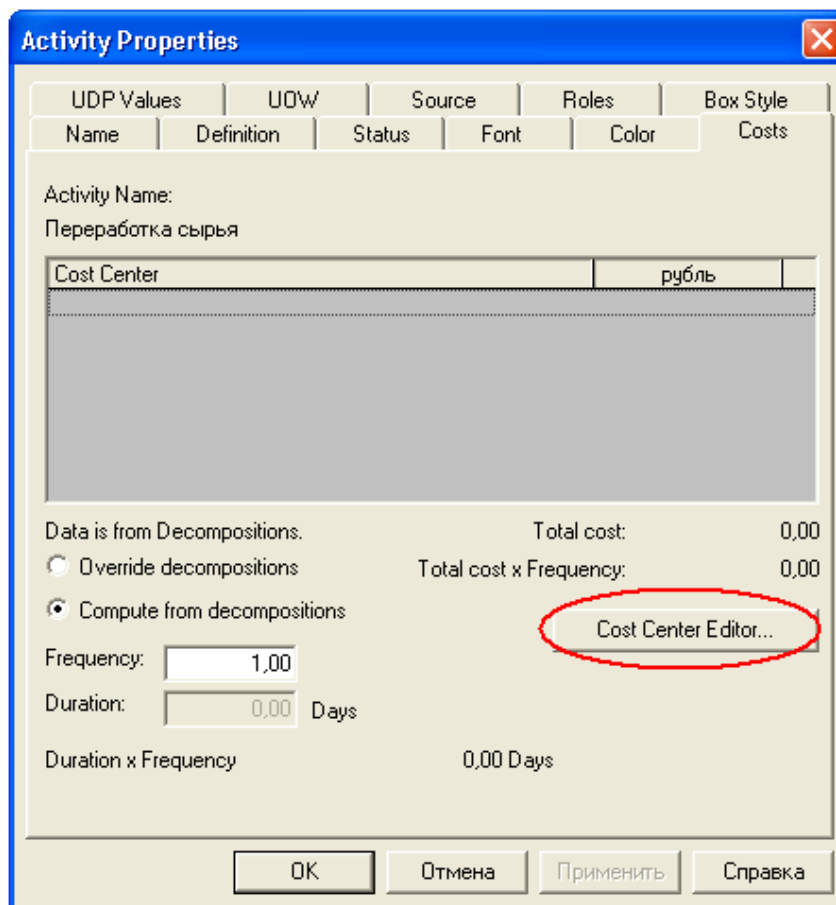 Activity Properties
UDP Values UOW Source Roles Box Style
Name Definition Status Font Color Costs
Activity Name:
Переработка сырья
Cost Center рубль
Data is from Decompositions. Total cost: 0,00
Override decompositions Total cost x Frequency: 0,00
Compute from decompositions
Cost Center Editor...
Frequency: 1,00
Duration: 0,00 Days
Duration x Frequency 0,00 Days
OK Отмена Применить Справка